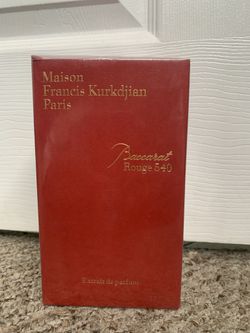 Maison
Francis Kurkdjian
Paris
Baccarat
Rouge 540
Extrait de parfum